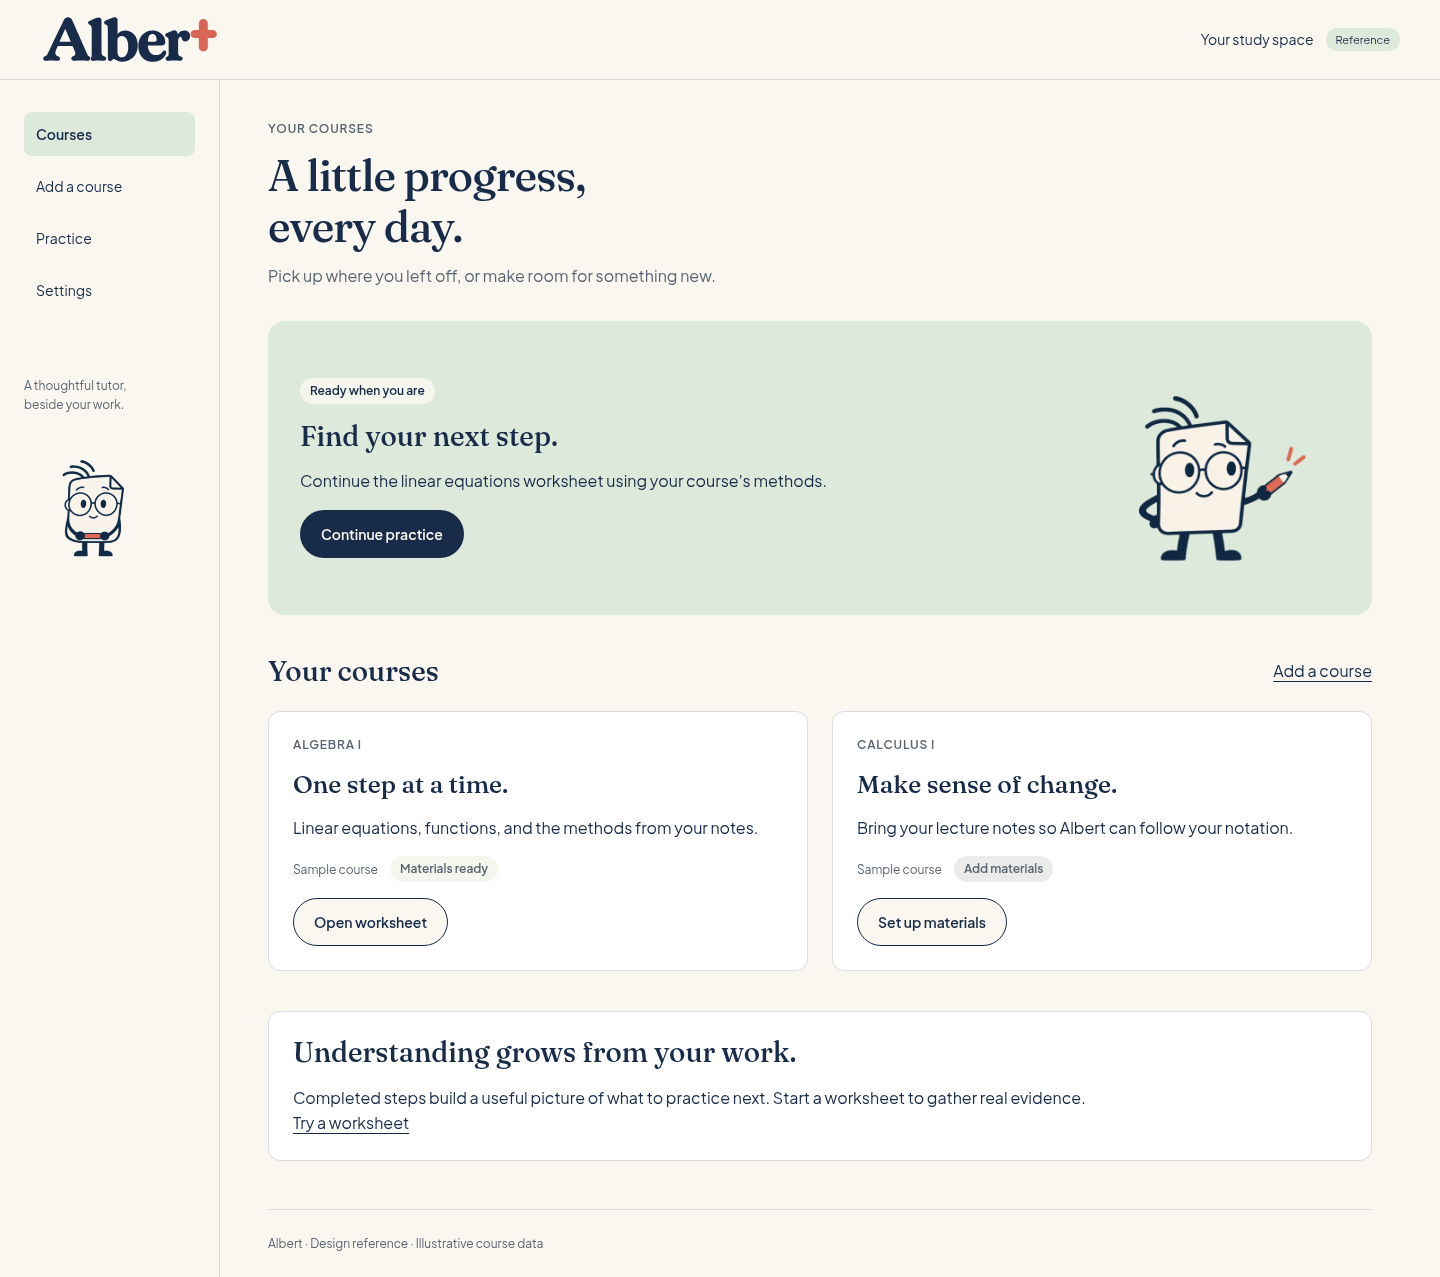 Alber+
Your study space
Reference
Courses
Add a course
Practice
Settings
A thoughtful tutor,
beside your work.
YOUR COURSES
A little progress,
every day.
Pick up where you left off, or make room for something new.
Ready when you are
Find your next step.
Continue the linear equations worksheet using your course's methods.
Continue practice
Your courses
Add a course
ALGEBRA I
One step at a time.
Linear equations, functions, and the methods from your notes.
Sample course
Materials ready
Open worksheet
CALCULUS I
Make sense of change.
Bring your lecture notes so Albert can follow your notation.
Sample course
Add materials
Set up materials
Understanding grows from your work.
Completed steps build a useful picture of what to practice next. Start a worksheet to gather real evidence.
Try a worksheet
Albert · Design reference · Illustrative course data